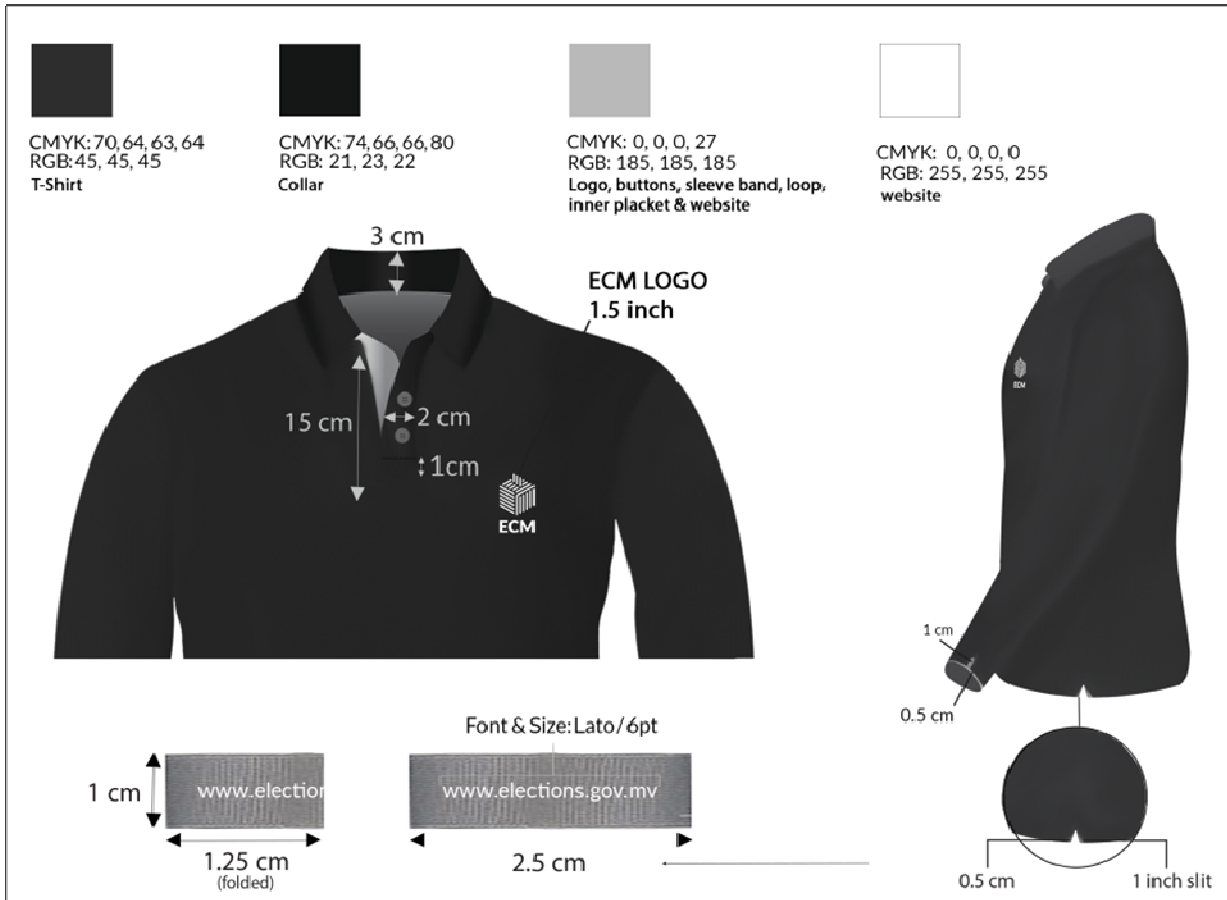 CMYK: 70,64,63,64
RGB: 45, 45, 45
T-Shirt
CMYK: 74,66,66,80
RGB: 21, 23, 22
Collar
CMYK: 0, 0, 0, 27
RGB: 185, 185, 185
Logo, buttons, sleeve band, loop,
inner placket & website
CMYK: 0, 0, 0, 0
RGB: 255, 255, 255
website
3 cm
ECM LOGO
1.5 inch
15 cm
2 cm
1cm
ECM
ECM
1 cm
0.5 cm
Font & Size: Lato/ 6pt
1 cm
www.election
www.elections.gov.mv
1.25 cm
(folded)
2.5 cm
0.5 cm
1 inch slit